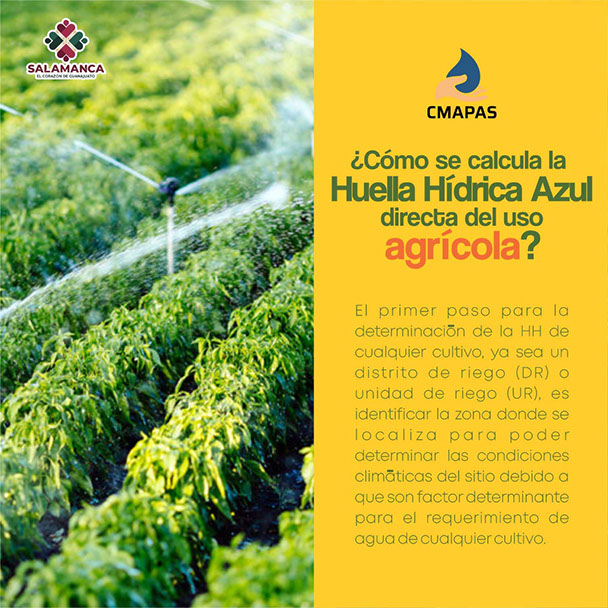 SALAMANCA
EL CORAZÓN DE GUANAJUATO
CMAPAS
¿Cómo se calcula la
Huella Hídrica Azul
directa del uso
agrícola?
El primer paso para la
determinación de la HH de
cualquier cultivo, ya sea un
distrito de riego (DR) o
unidad de riego (UR), es
identificar la zona donde se
localiza para poder
determinar las condiciones
climáticas del sitio debido a
que son factor determinante
para el requerimiento de
agua de cualquier cultivo.